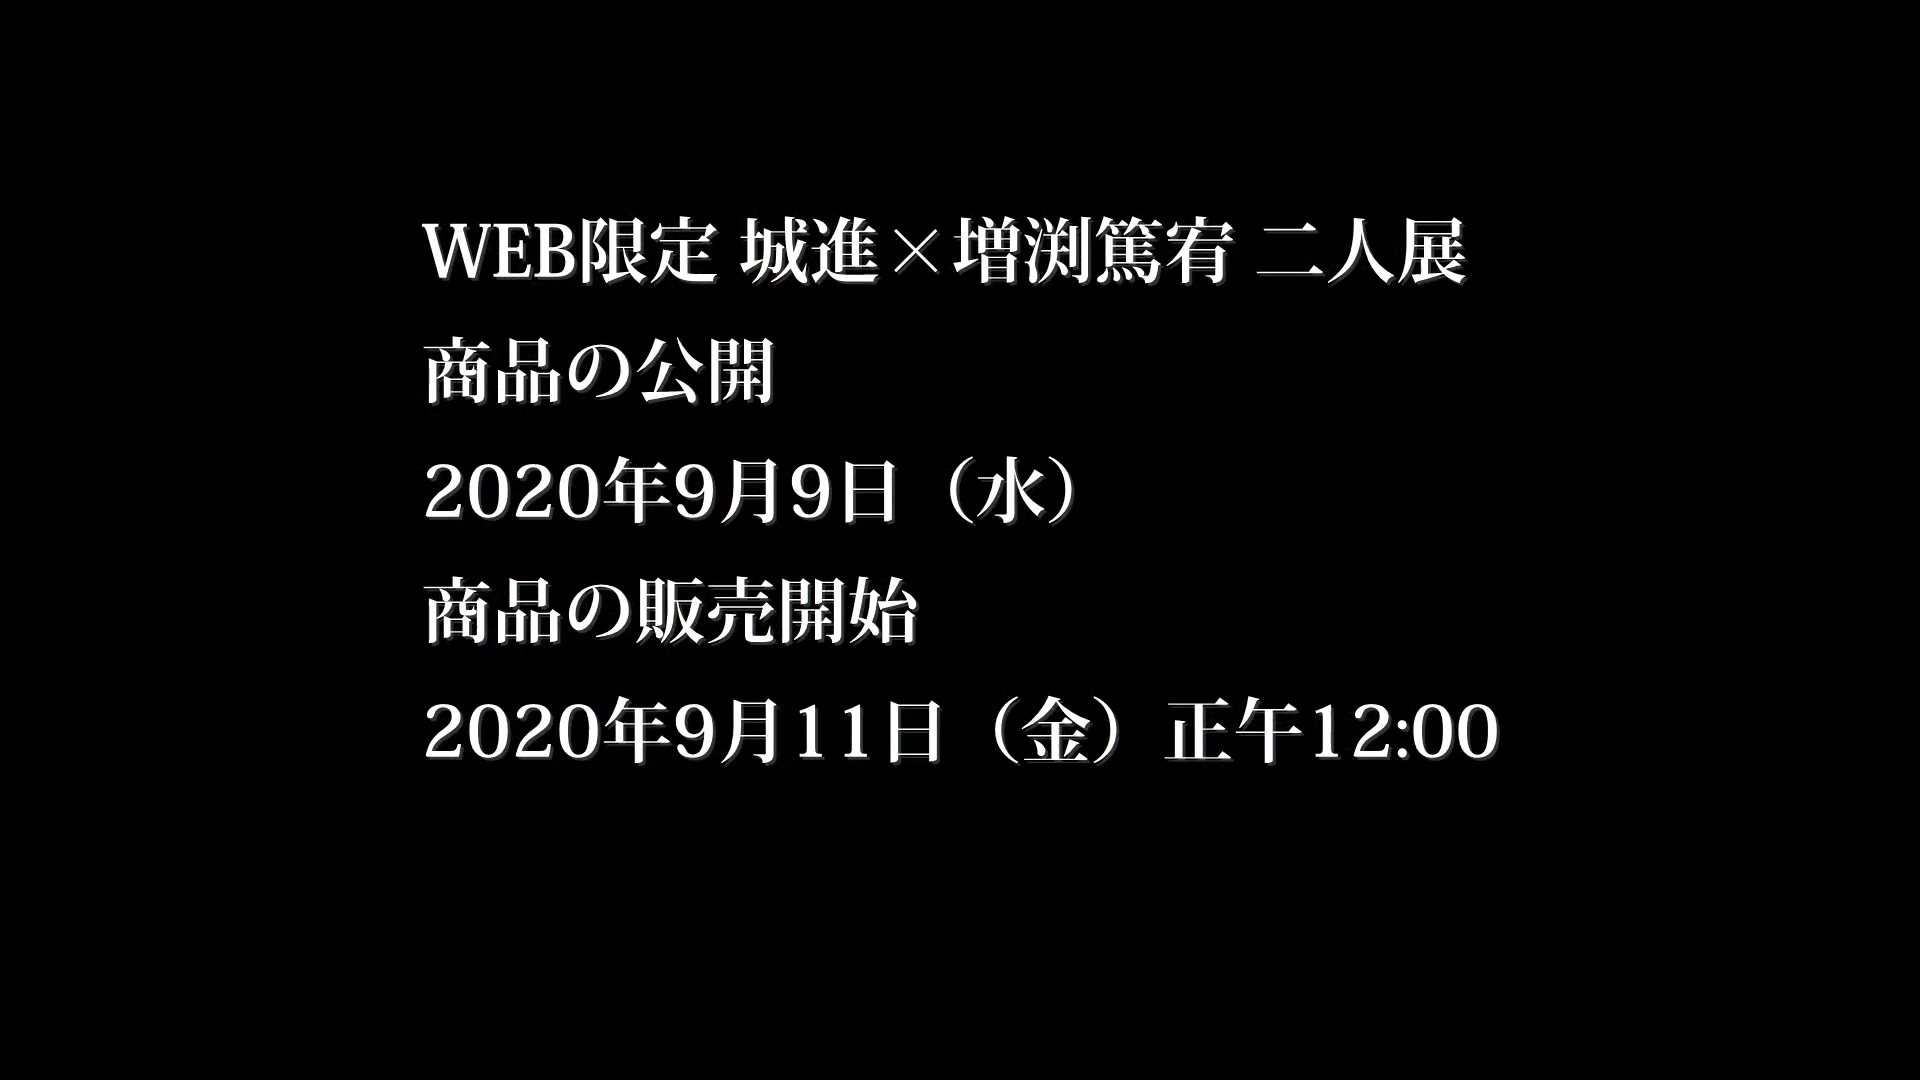 WEB限定 城進×増渕篤宥 二人展
商品の公開
2020年9月9日（水）
商品の販売開始
2020年9月11日（金）正午12:00